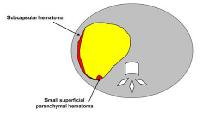 Subcapsular hematoma
Small superficial
parenchymal hematoma